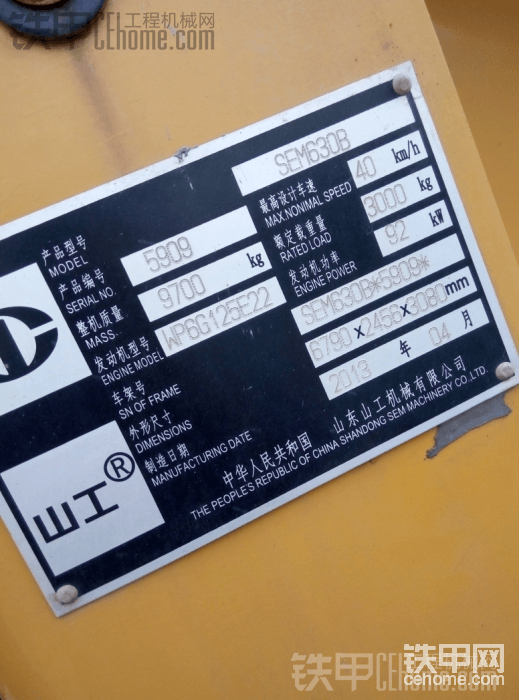 铁甲 工程机械网
CEhome.com
产品型号 SEM630B
MODEL
产品编号 5909 最高设计车速 40 km/h
SERIAL NO. MAX.NONIMAL SPEED
整机质量 9700 kg 额定载重量 3000 kg
MASS. RATED LOAD
发动机型号 WP6G125E22 发动机功率 92 kW
ENGINE MODEL ENGINE POWER
车架号 SEM630B*5909*
SN OF FRAME
外形尺寸 6790×2456×3080mm
DIMENSIONS
制造日期 2013 年 04 月
MANUFACTURING DATE
中华人民共和国 山东山工机械有限公司
THE PEOPLE'S REPUBLIC OF CHINA SHANDONG SEM MACHINERY CO.,LTD.
山工®
铁甲网
cehome.com